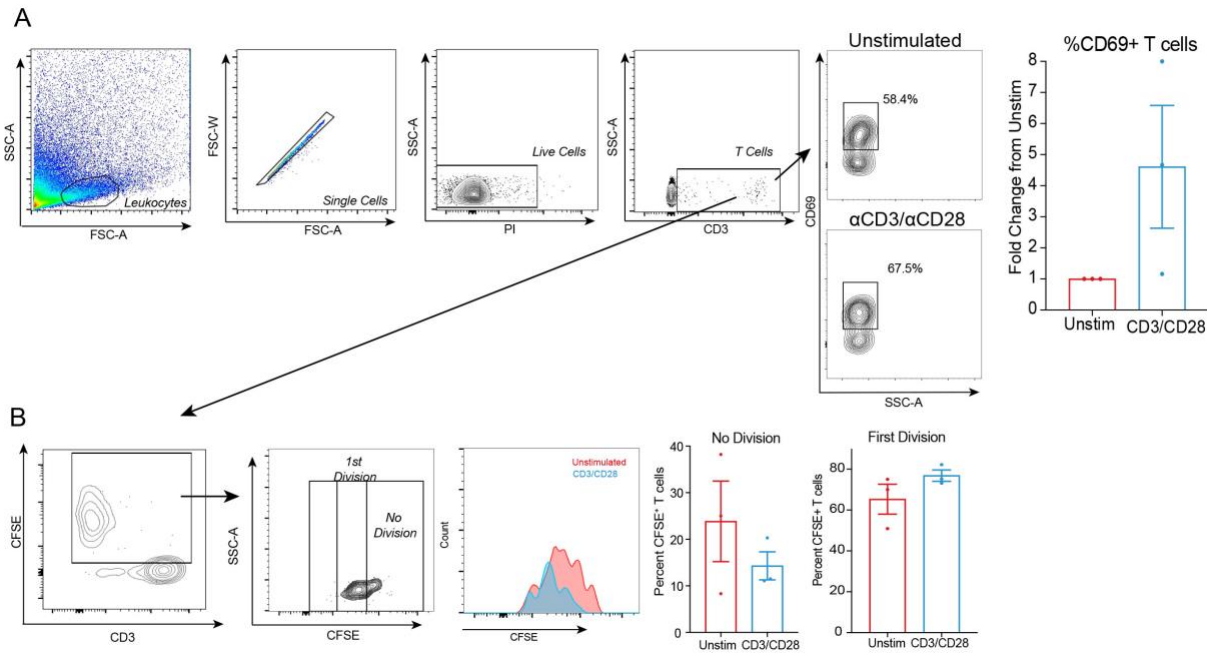 A
SSC-A
Leukocytes
FSC-A
FSC-W
Single Cells
FSC-A
SSC-A
Live Cells
PI
SSC-A
T Cells
CD3
Unstimulated
58.4%
CD69
αCD3/αCD28
67.5%
SSC-A
%CD69+ T cells
Fold Change from Unstim
8
7
6
5
4
3
2
1
0
Unstim
CD3/CD28
B
CFSE
CD3
SSC-A
1st
Division
No
Division
CFSE
Count
Unstimulated
CD3/CD28
CFSE
No Division
Percent CFSE⁺ T cells
40
30
20
10
0
Unstim
CD3/CD28
First Division
Percent CFSE+ T cells
80
60
40
20
0
Unstim
CD3/CD28